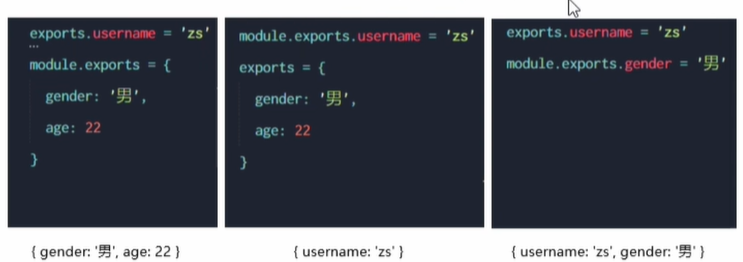 exports.username = 'zs'
module.exports = {
gender: '男',
age: 22
}
{ gender: '男', age: 22 }
module.exports.username = 'zs'
exports = {
gender: '男',
age: 22
}
{ username: 'zs' }
exports.username = 'zs'
module.exports.gender = '男'
{ username: 'zs', gender: '男' }